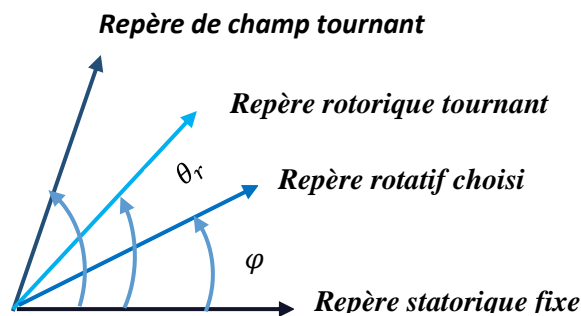 Repère de champ tournant
Repère rotorique tournant
θr
Repère rotatif choisi
φ
Repère statorique fixe